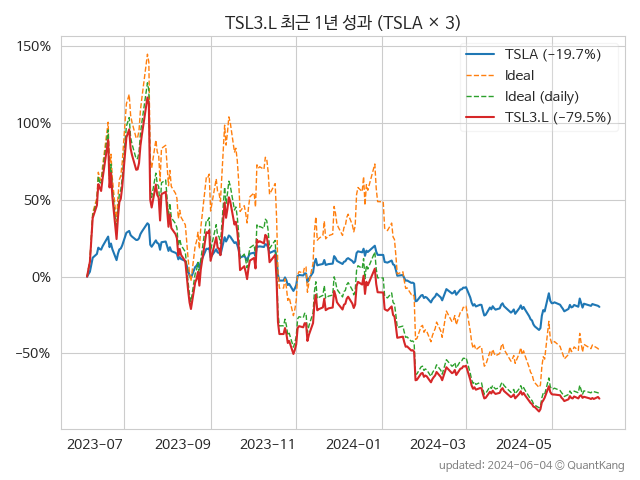 TSL3.L 최근 1년 성과 (TSLA × 3)
TSLA (−19.7%)
Ideal
Ideal (daily)
TSL3.L (−79.5%)
150%
100%
50%
0%
−50%
2023−07
2023−09
2023−11
2024−01
2024−03
2024−05
updated: 2024-06-04 © QuantKang